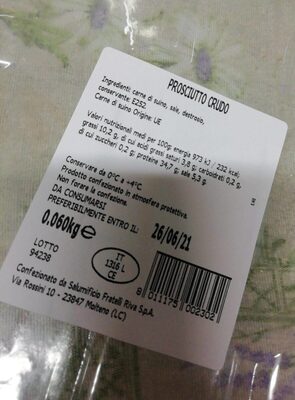 PROSCIUTTO CRUDO
Ingredienti: carne di suino, sale, destrosio,
conservante: E252.
Carne di suino Origine: UE
Valori nutrizionali medi per 100g: energia 973 kJ / 232 kcal;
grassi 10,2 g, di cui acidi grassi saturi 3,8 g; carboidrati 0,2 g,
di cui zuccheri 0,2 g; proteine 34,7 g; sale 5,3 g
Conservare da 0°C a +4°C.
Prodotto confezionato in atmosfera protettiva.
Non forare la confezione.
DA CONSUMARSI
PREFERIBILMENTE ENTRO IL:
26/06/21
0,060kg e
LOTTO
94238
IT
1316 L
CE
8 011175 002302
Confezionato da Salumificio Fratelli Riva S.p.A.
Via Rossini 10 - 23847 Molteno (LC)